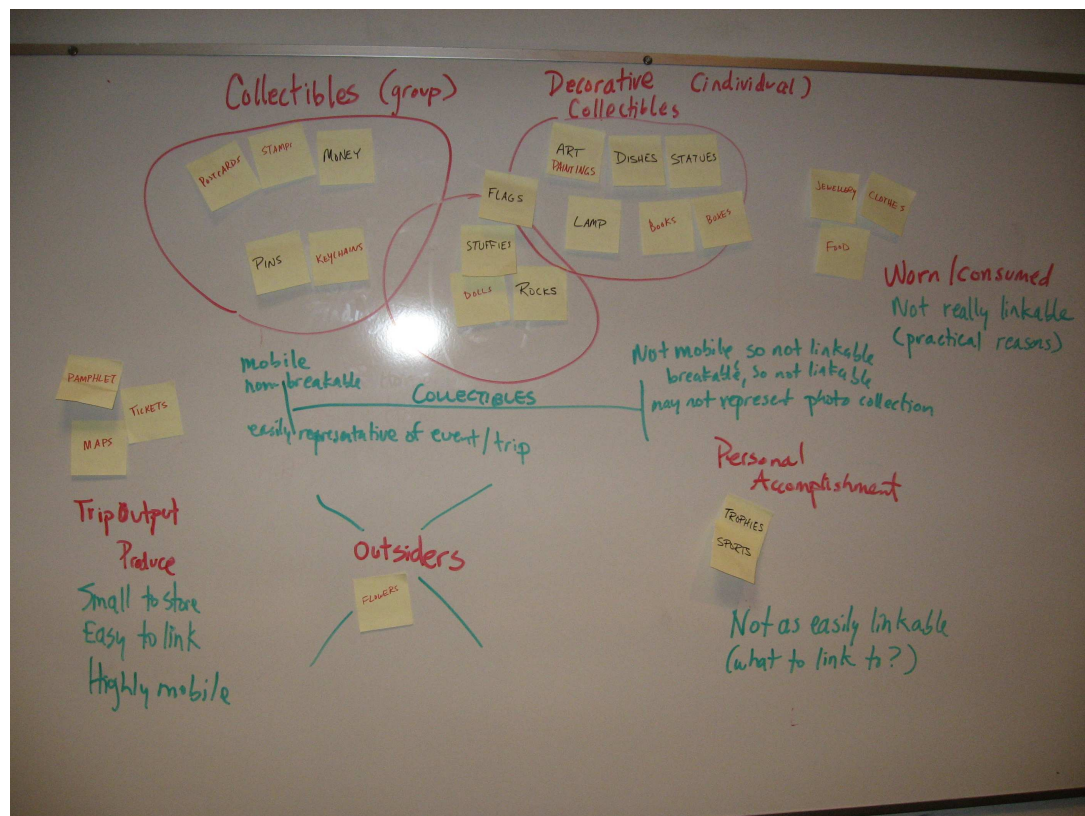 Collectibles (group)
Decorative (individual)
Collectibles
POSTCARDS
STAMPS
MONEY
PINS
KEYCHAINS
FLAGS
STUFFIES
DOLLS
ROCKS
ART
PAINTINGS
DISHES
STATUES
LAMP
BOOKS
BOXES
JEWELLERY
CLOTHES
FOOD
Worn/Consumed
Not really linkable
(practical reasons)
mobile
non-breakable
easily representative of event/trip
COLLECTIBLES
Not mobile, so not linkable
breakable, so not linkable
may not represent photo collection
PAMPHLET
TICKETS
MAPS
Trip Output
Produce
Small to store
Easy to link
Highly mobile
Outsiders
FLOWERS
Personal
Accomplishment
TROPHIES
SPORTS
Not as easily linkable
(what to link to?)